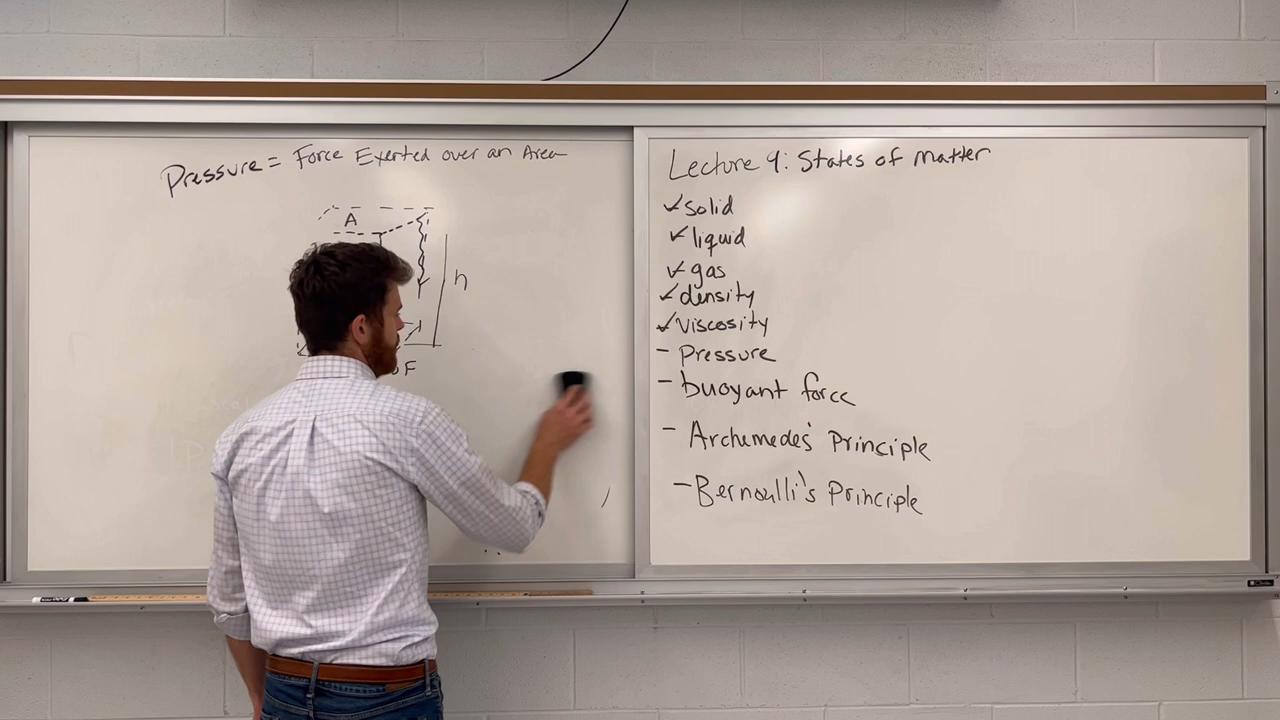 Pressure = Force Exerted over an Area
A
h
F
Lecture 9: States of matter
✓solid
✓liquid
✓gas
✓density
✓Viscosity
- Pressure
- buoyant force
- Archemedes' Principle
- Bernoulli's Principle